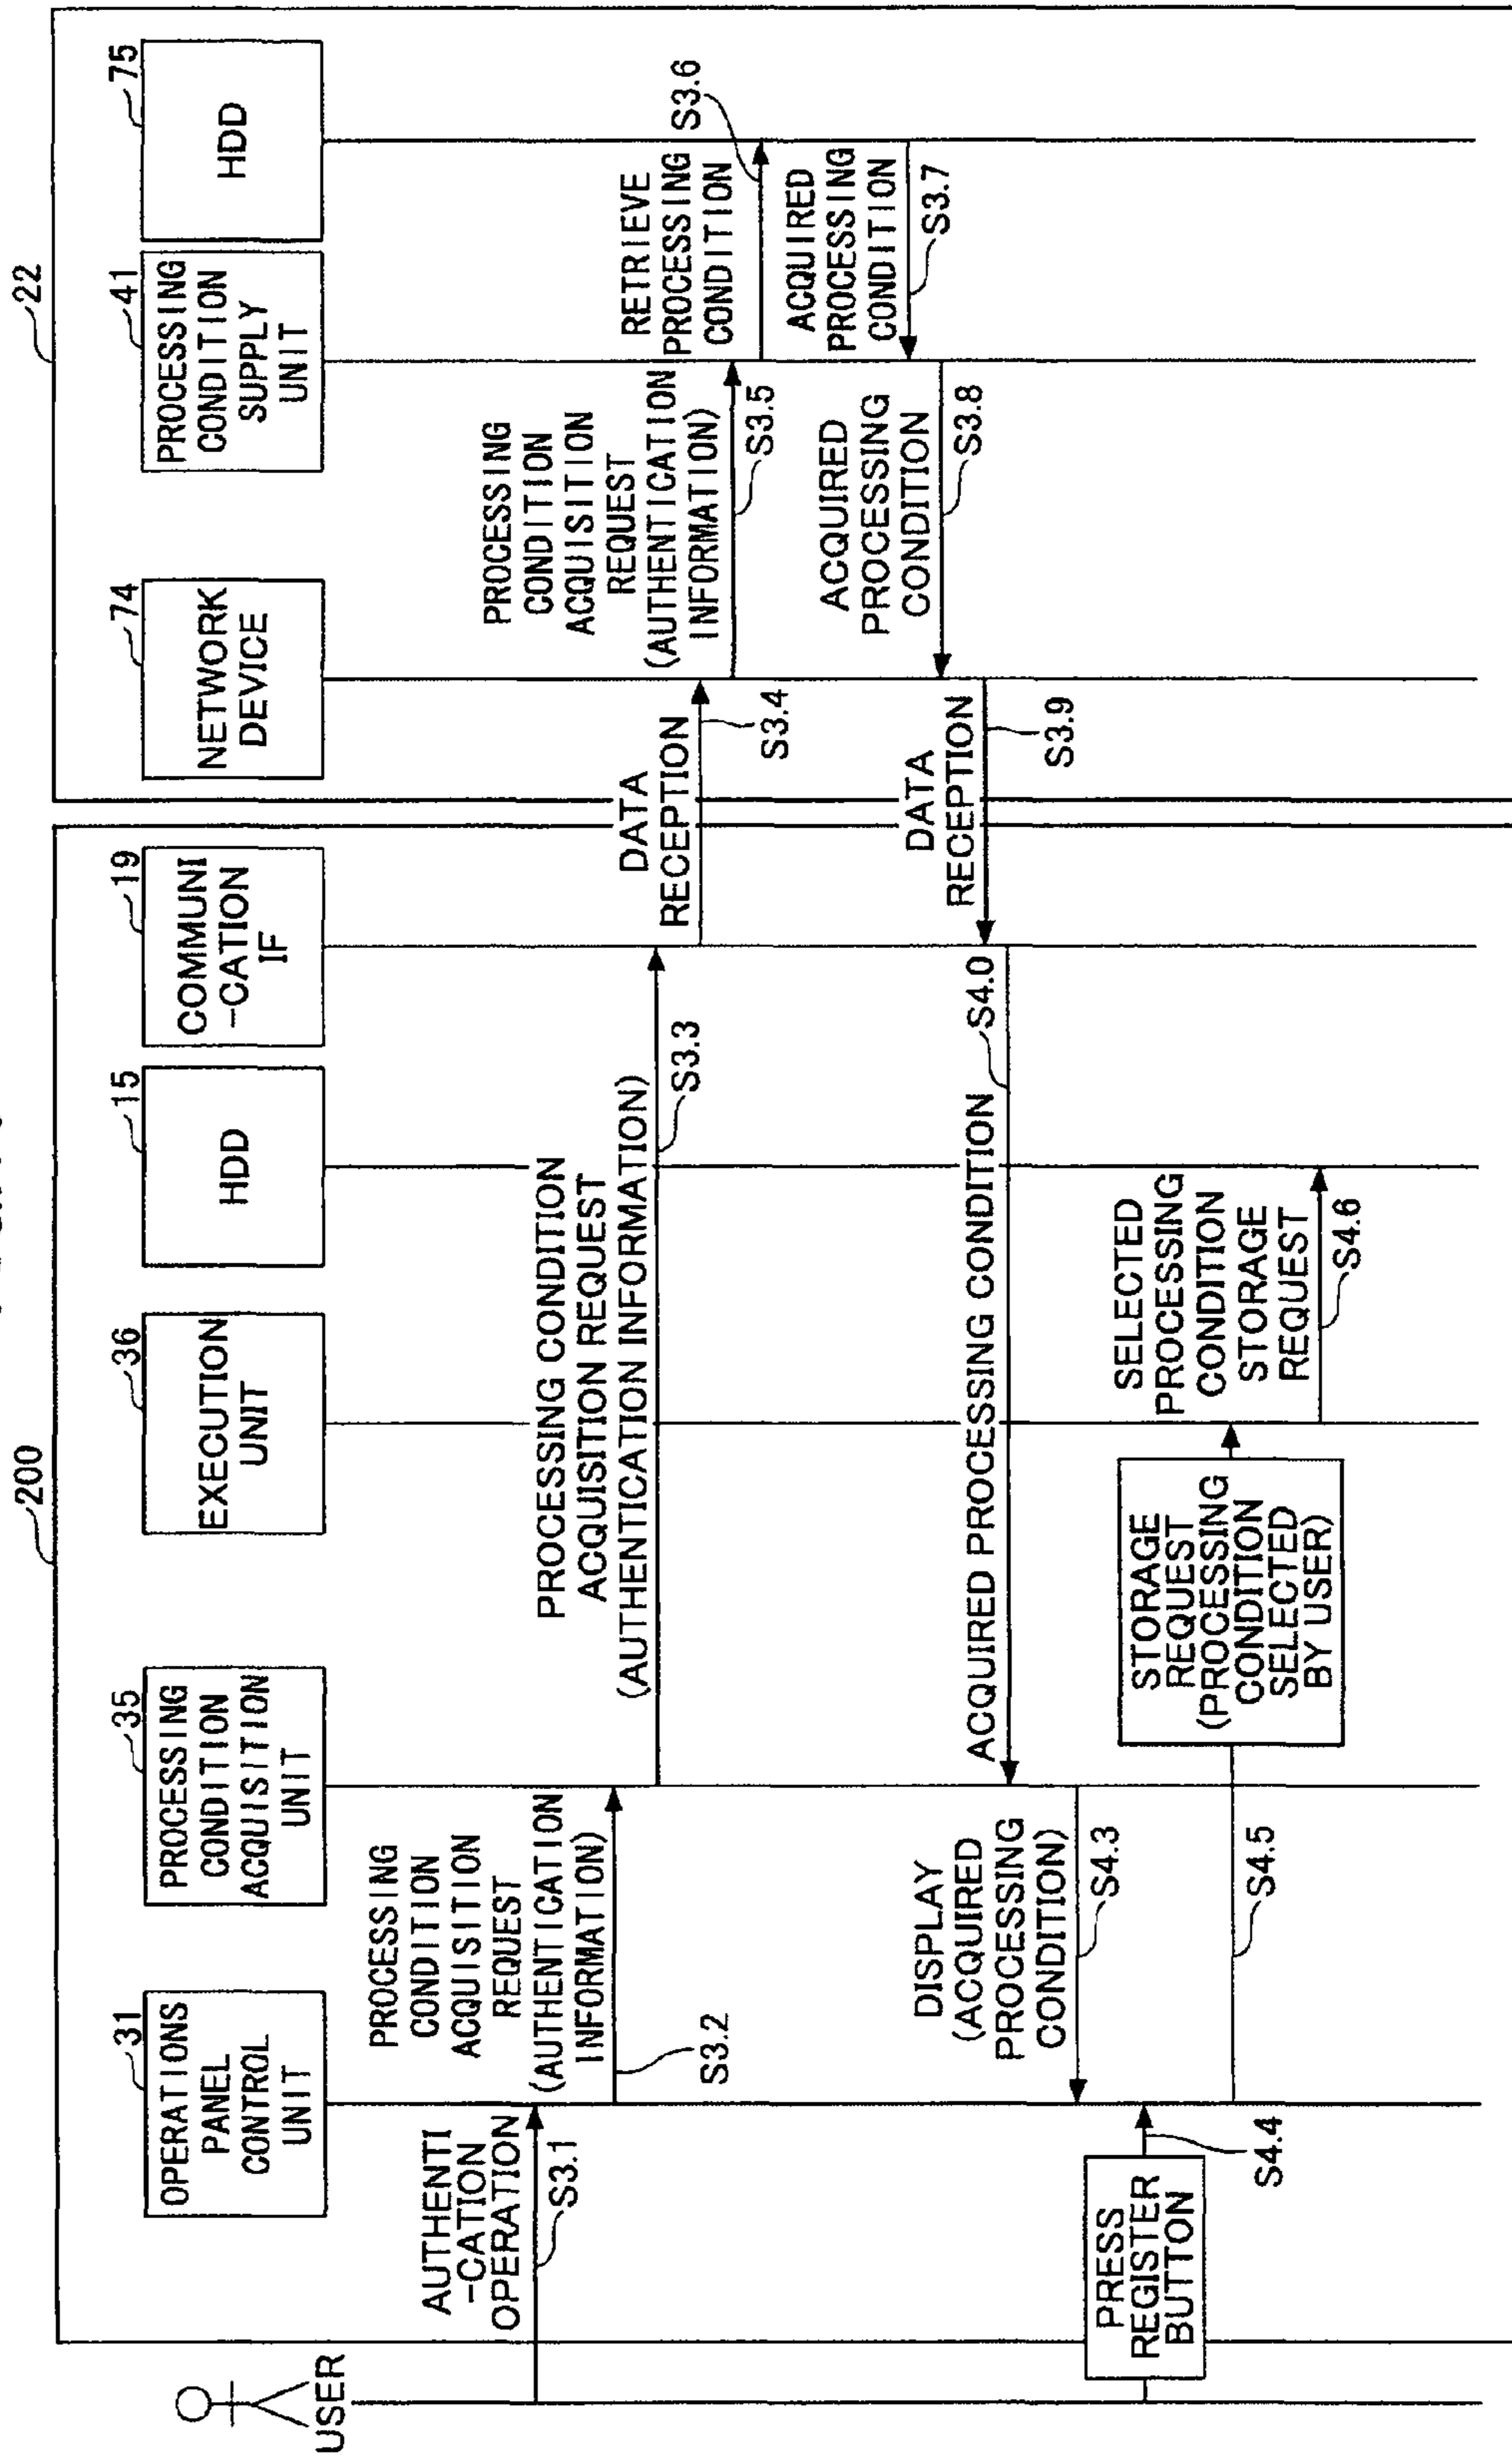 200
22
USER
OPERATIONS
PANEL
CONTROL
UNIT
31
PROCESSING
CONDITION
ACQUISITION
UNIT
35
EXECUTION
UNIT
36
HDD
15
COMMUNI
-CATION
IF
19
NETWORK
DEVICE
74
PROCESSING
CONDITION
SUPPLY
UNIT
41
HDD
75
AUTHENTI
-CATION
OPERATION
S3.1
PROCESSING
CONDITION
ACQUISITION
REQUEST
(AUTHENTICATION
INFORMATION)
S3.2
PROCESSING CONDITION
ACQUISITION REQUEST
(AUTHENTICATION INFORMATION)
S3.3
DATA
RECEPTION
S3.4
PROCESSING
CONDITION
ACQUISITION
REQUEST
(AUTHENTICATION
INFORMATION)
S3.5
RETRIEVE
PROCESSING
CONDITION
S3.6
ACQUIRED
PROCESSING
CONDITION
S3.7
ACQUIRED
PROCESSING
CONDITION
S3.8
DATA
RECEPTION
S3.9
ACQUIRED PROCESSING CONDITION
S4.0
DISPLAY
(ACQUIRED
PROCESSING
CONDITION)
S4.3
PRESS
REGISTER
BUTTON
S4.4
STORAGE
REQUEST
(PROCESSING
CONDITION
SELECTED
BY USER)
S4.5
SELECTED
PROCESSING
CONDITION
STORAGE
REQUEST
S4.6